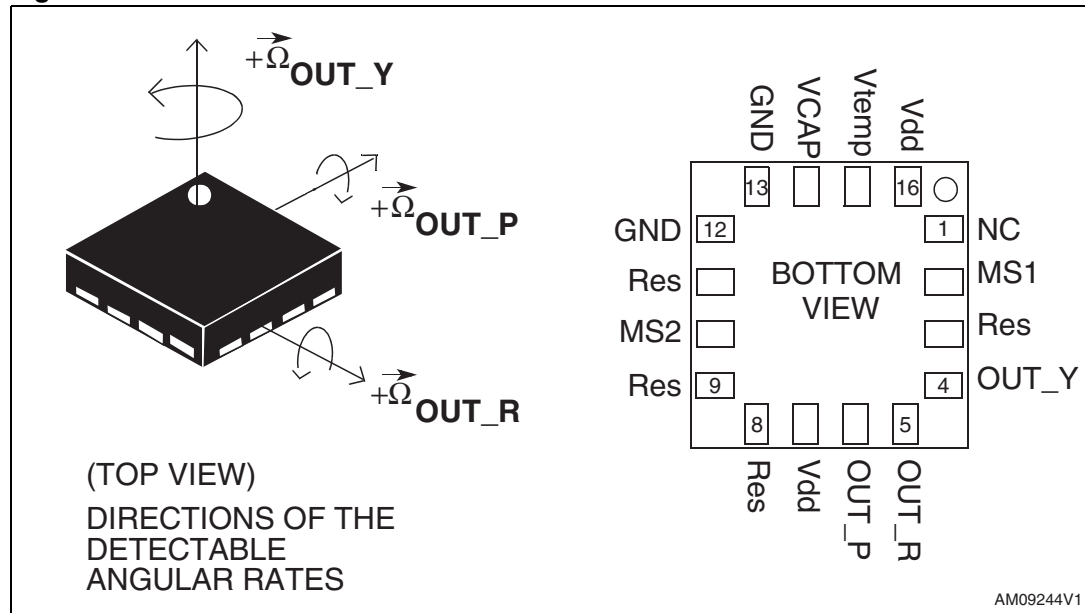 +Ω OUT_Y
+Ω OUT_P
+Ω OUT_R
(TOP VIEW)
DIRECTIONS OF THE
DETECTABLE
ANGULAR RATES
GND
VCAP
Vtemp
Vdd
13
16
GND 12
1 NC
Res
MS1
BOTTOM
VIEW
MS2
Res
Res 9
4 OUT_Y
8
5
Res
Vdd
OUT_P
OUT_R
AM09244V1